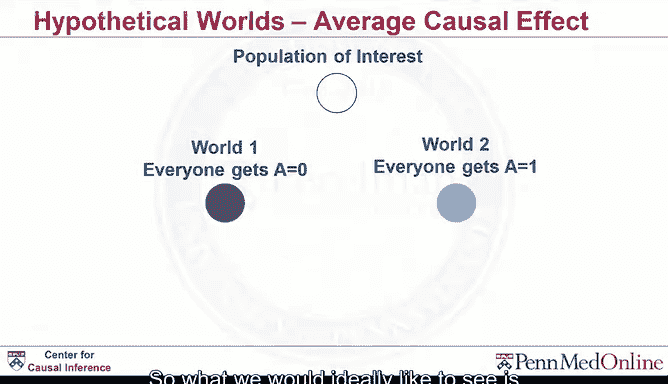 Hypothetical Worlds – Average Causal Effect
Population of Interest
World 1
Everyone gets A=0
World 2
Everyone gets A=1
Center for
Causal Inference
PennMedOnline
So what we would ideally like to see is